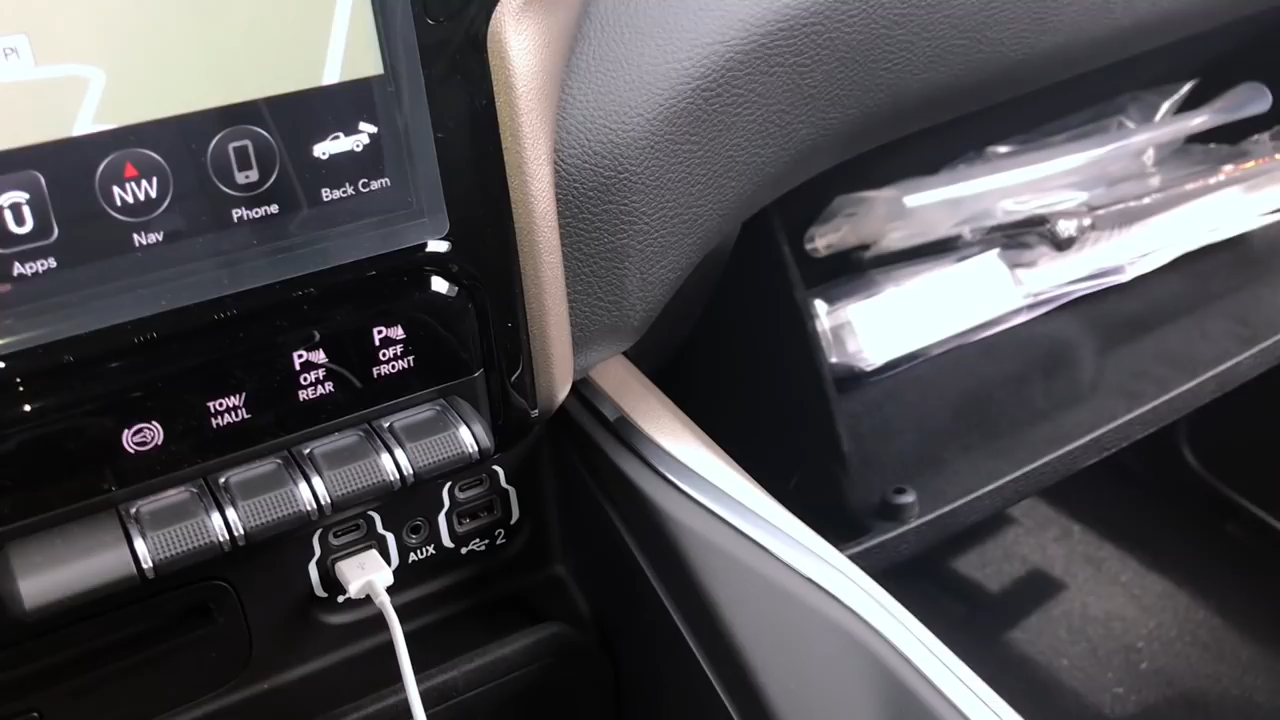 Pl
NW
Apps
Nav
Phone
Back Cam
TOW/
HAUL
P
OFF
REAR
P
OFF
FRONT
AUX
2